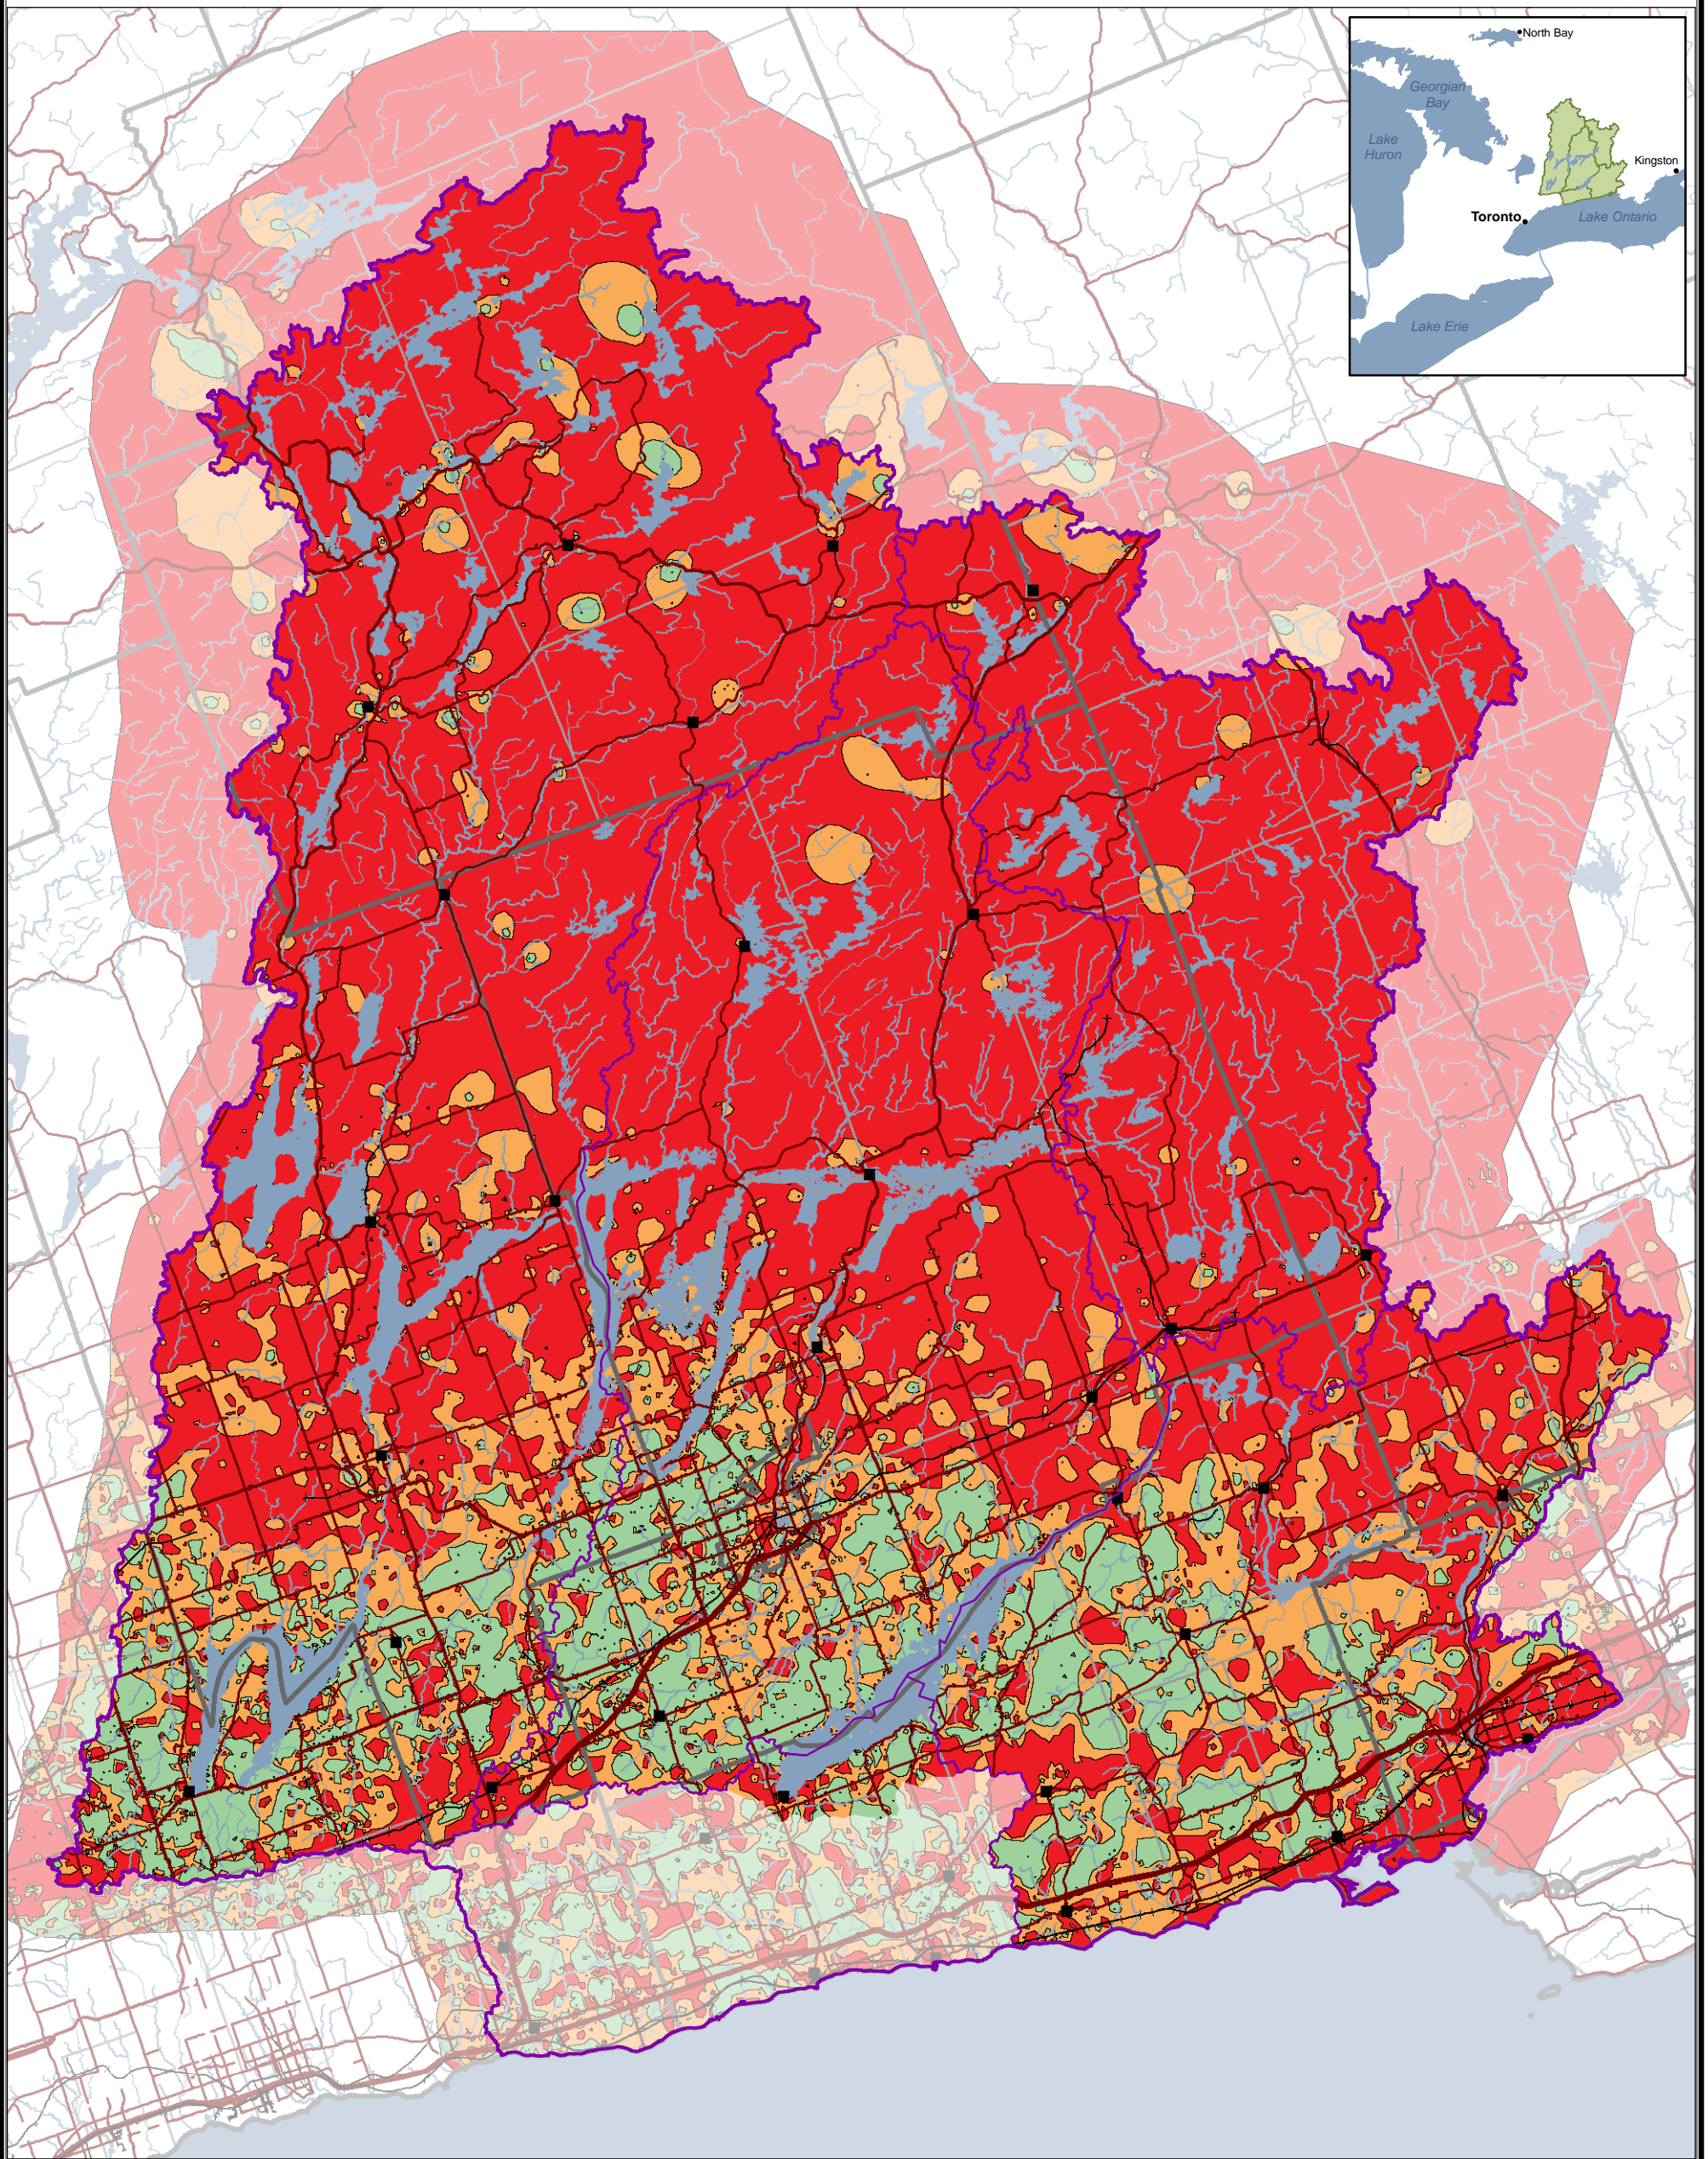 North Bay
Georgian
Bay
Lake
Huron
Kingston
Toronto
Lake Ontario
Lake Erie